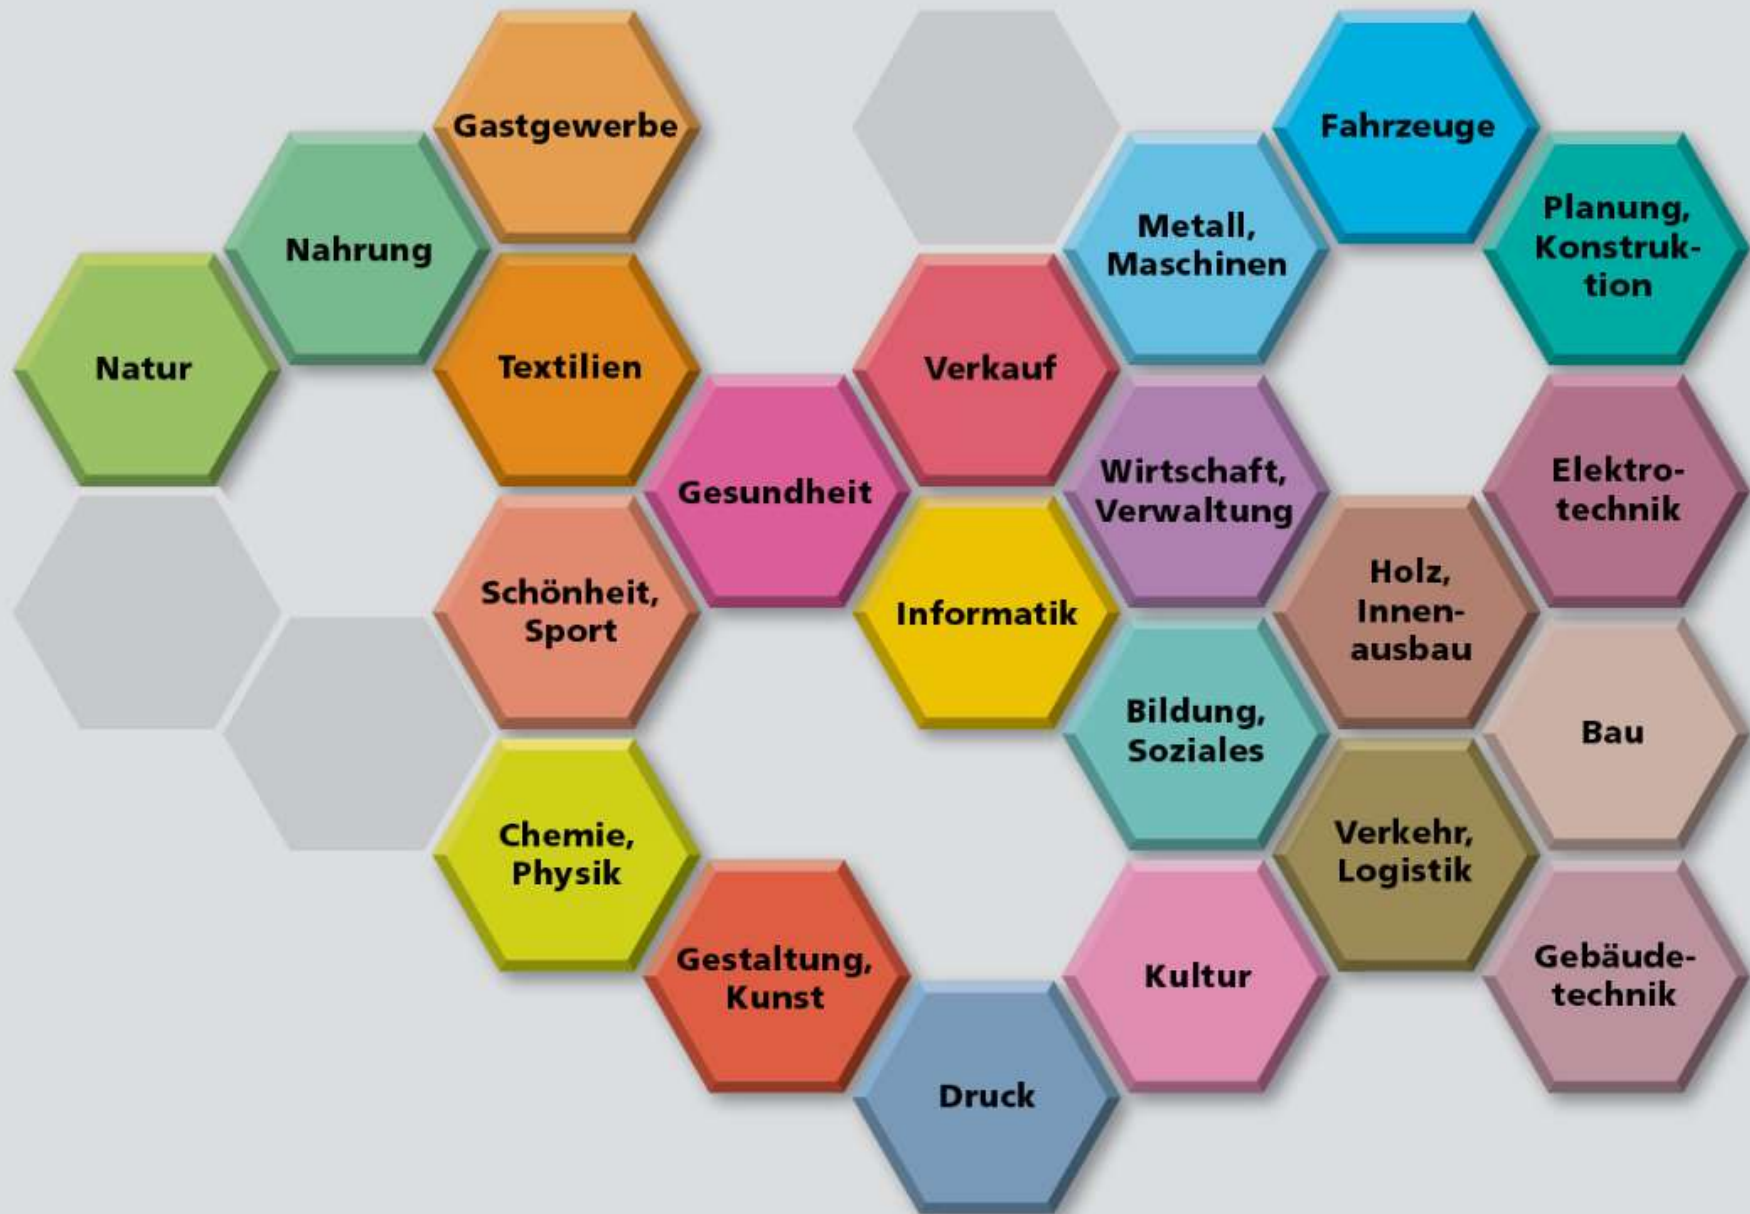 Gastgewerbe
Fahrzeuge
Nahrung
Metall,
Maschinen
Planung,
Konstruk-
tion
Natur
Textilien
Verkauf
Gesundheit
Wirtschaft,
Verwaltung
Elektro-
technik
Schönheit,
Sport
Informatik
Holz,
Innen-
ausbau
Bildung,
Soziales
Bau
Chemie,
Physik
Verkehr,
Logistik
Gestaltung,
Kunst
Kultur
Gebäude-
technik
Druck